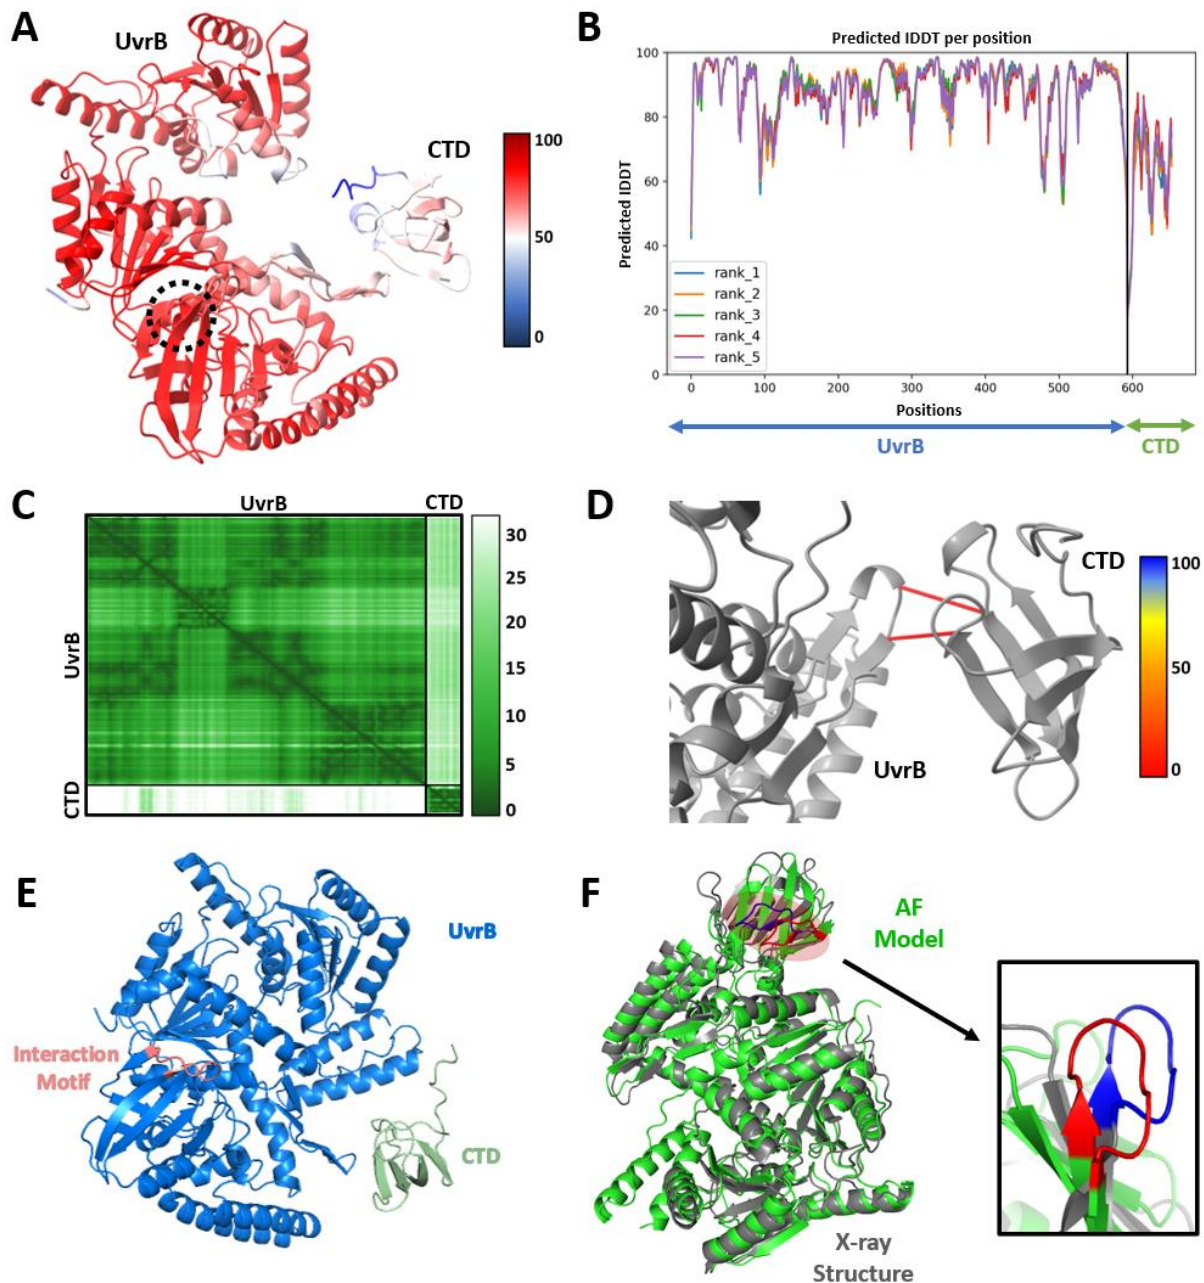 A
UvrB
CTD
100
50
0
B
Predicted lDDT per position
Predicted lDDT
100
80
60
40
20
0
rank_1
rank_2
rank_3
rank_4
rank_5
0 100 200 300 400 500 600
Positions
UvrB CTD
C
UvrB CTD
UvrB
CTD
30
25
20
15
10
5
0
D
CTD
100
50
0
UvrB
E
UvrB
Interaction
Motif
CTD
F
AF
Model
X-ray
Structure